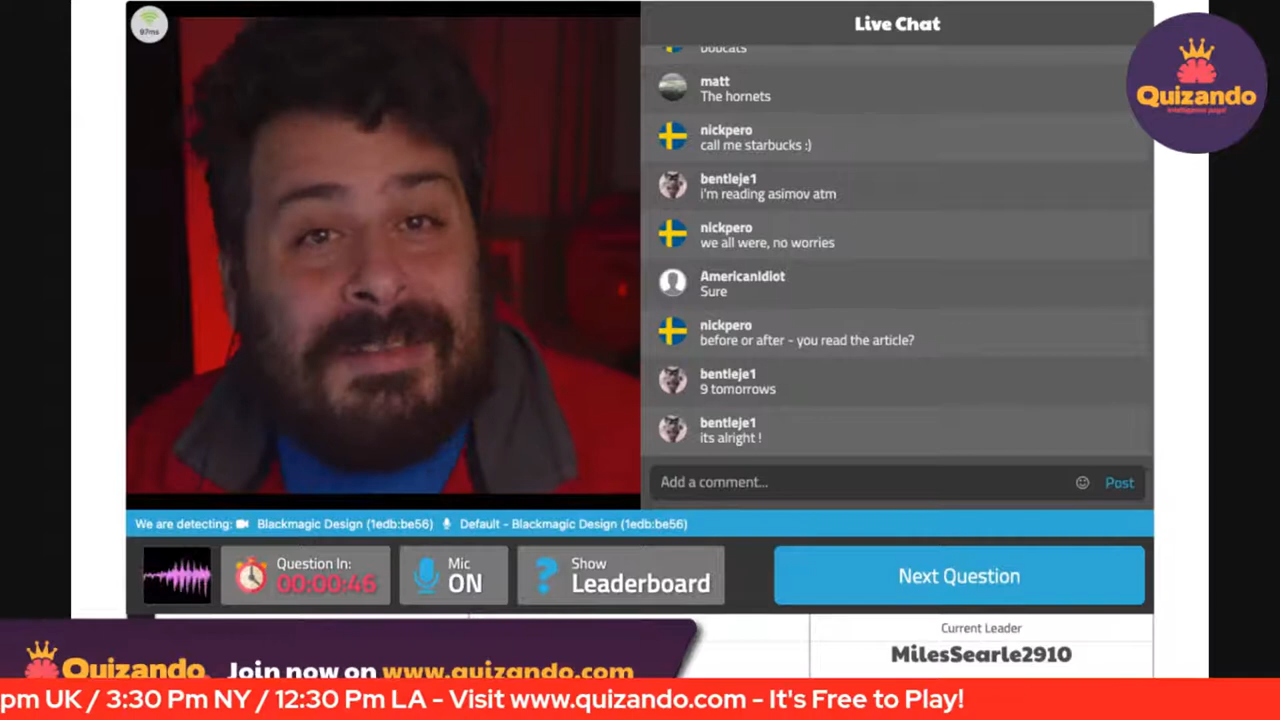 97ms
Live Chat
Quizando
bobcats
matt
The hornets
nickpero
call me starbucks :)
bentleje1
i'm reading asimov atm
nickpero
we all were, no worries
AmericanIdiot
Sure
nickpero
before or after - you read the article?
bentleje1
9 tomorrows
bentleje1
its alright !
Add a comment...
Post
We are detecting: Blackmagic Design (1edb:be56) Default - Blackmagic Design (1edb:be56)
Question In:
00:00:46
Mic
ON
Show
Leaderboard
Next Question
Current Leader
MilesSearle2910
Quizando Join now on www.quizando.com
pm UK / 3:30 Pm NY / 12:30 Pm LA - Visit www.quizando.com - It's Free to Play!